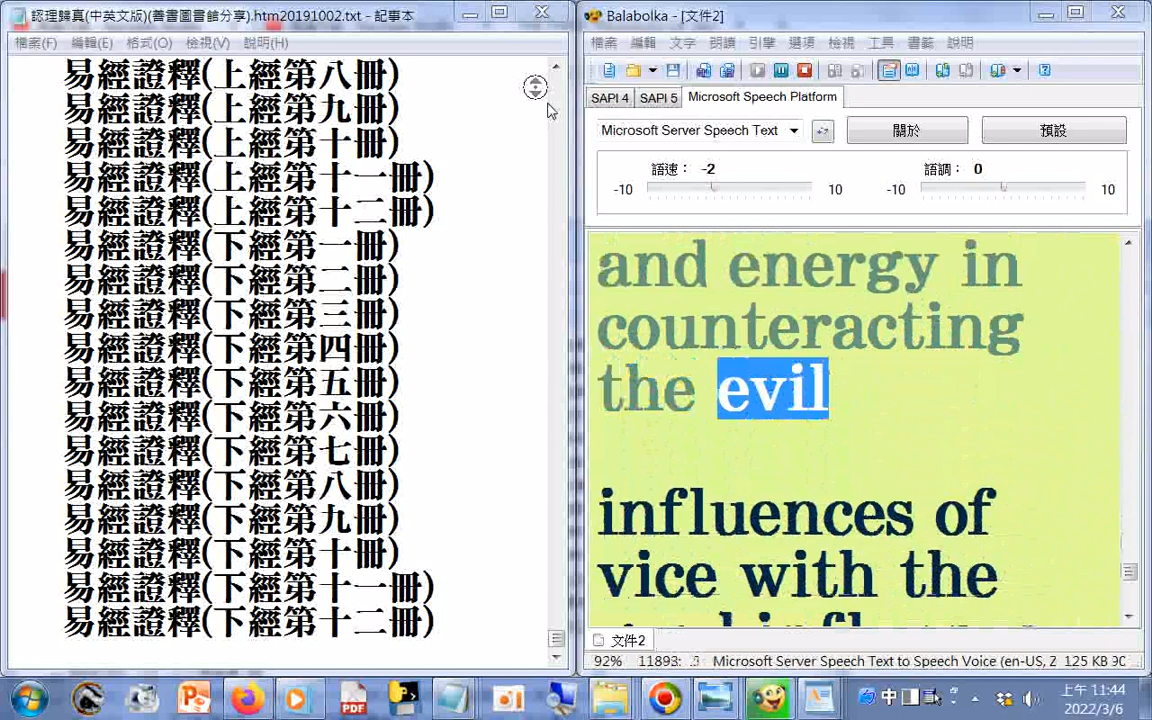 認理歸真(中英文版)(善書圖書館分享).htm20191002.txt - 記事本
檔案(F) 編輯(E) 格式(O) 檢視(V) 說明(H)
易經證釋(上經第八冊)
易經證釋(上經第九冊)
易經證釋(上經第十冊)
易經證釋(上經第十一冊)
易經證釋(上經第十二冊)
易經證釋(下經第一冊)
易經證釋(下經第二冊)
易經證釋(下經第三冊)
易經證釋(下經第四冊)
易經證釋(下經第五冊)
易經證釋(下經第六冊)
易經證釋(下經第七冊)
易經證釋(下經第八冊)
易經證釋(下經第九冊)
易經證釋(下經第十冊)
易經證釋(下經第十一冊)
易經證釋(下經第十二冊)
Balabolka - [文件2]
檔案 編輯 文字 朗讀 引擎 選項 檢視 工具 書籤 說明
SAPI 4 SAPI 5 Microsoft Speech Platform
Microsoft Server Speech Text 關於 預設
語速： -2 語調： 0
-10 10 -10 10
and energy in
counteracting
the evil
influences of
vice with the
文件2
92% 11893: .3 Microsoft Server Speech Text to Speech Voice (en-US, Z 125 KB
中
上午 11:44
2022/3/6